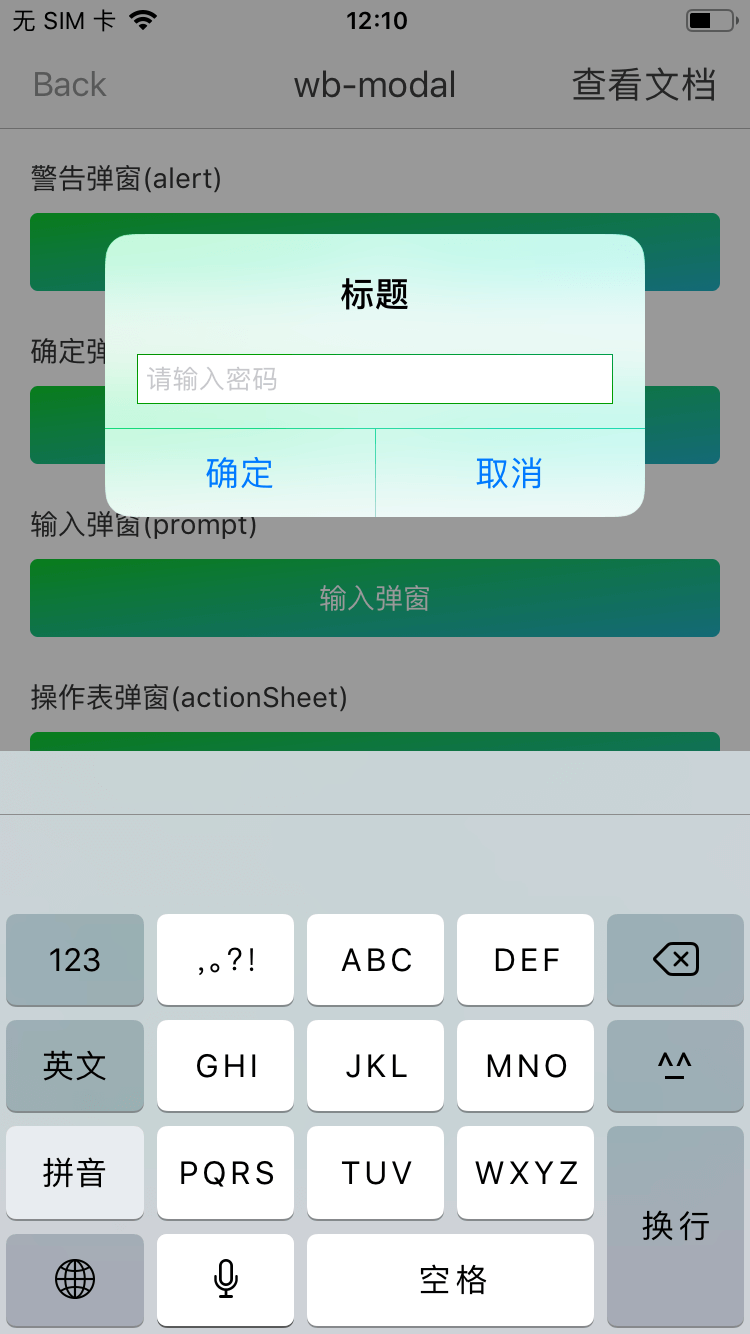 无 SIM 卡 12:10
Back wb-modal 查看文档
警告弹窗(alert)
标题
确定弹
请输入密码
确定 取消
输入弹窗(prompt)
输入弹窗
操作表弹窗(actionSheet)
123 ,。?! ABC DEF
英文 GHI JKL MNO ^^
拼音 PQRS TUV WXYZ
换行
空格